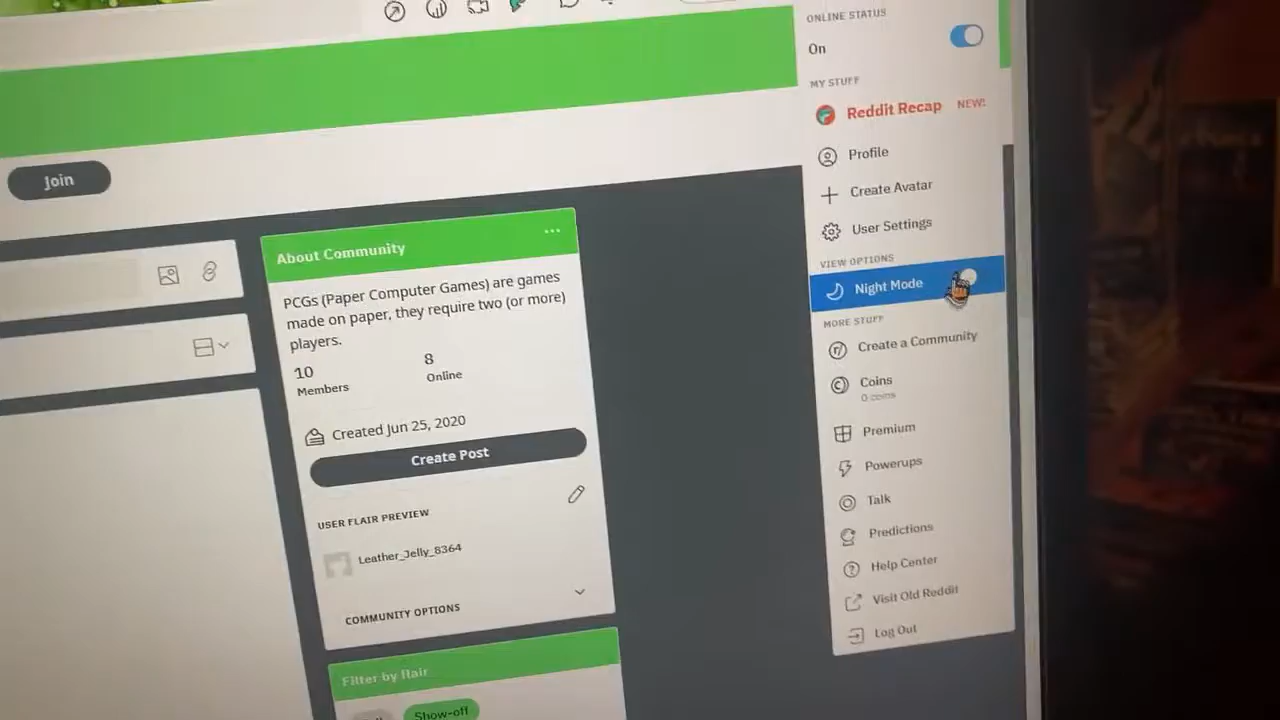 Join
About Community
PCGs (Paper Computer Games) are games
made on paper, they require two (or more)
players.
10
Members
8
Online
Created Jun 25, 2020
Create Post
USER FLAIR PREVIEW
Leather_Jelly_8364
COMMUNITY OPTIONS
Filter by flair
Show-off
ONLINE STATUS
On
MY STUFF
Reddit Recap NEW!
Profile
Create Avatar
User Settings
VIEW OPTIONS
Night Mode
MORE STUFF
Create a Community
Coins
0 coins
Premium
Powerups
Talk
Predictions
Help Center
Visit Old Reddit
Log Out